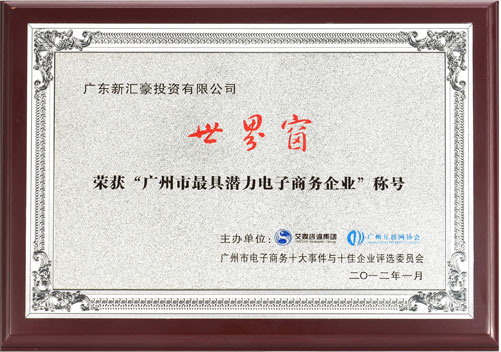 广东新汇豪投资有限公司
世界窗
荣获“广州市最具潜力电子商务企业”称号
主办单位: 艾媒咨询集团 广州互联网协会
广州市电子商务十大事件与十佳企业评选委员会
二〇一二年一月